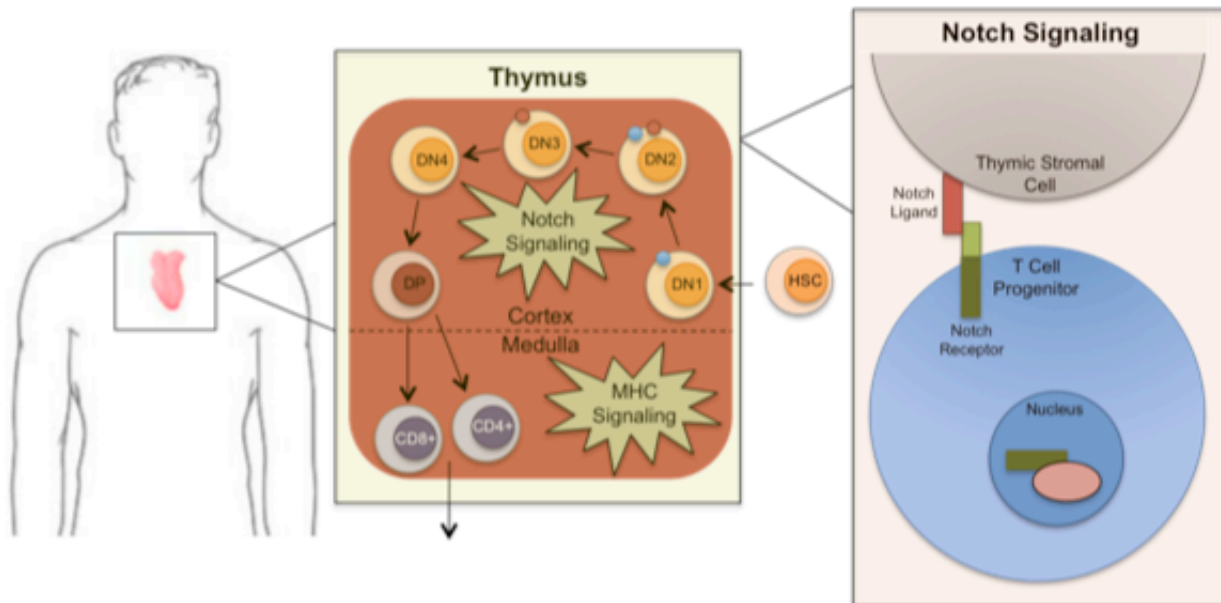 Thymus
DN4
DN3
DN2
Notch
Signaling
DP
DN1
HSC
Cortex
Medulla
MHC
Signaling
CD8+
CD4+
Notch Signaling
Thymic Stromal
Cell
Notch
Ligand
T Cell
Progenitor
Notch
Receptor
Nucleus